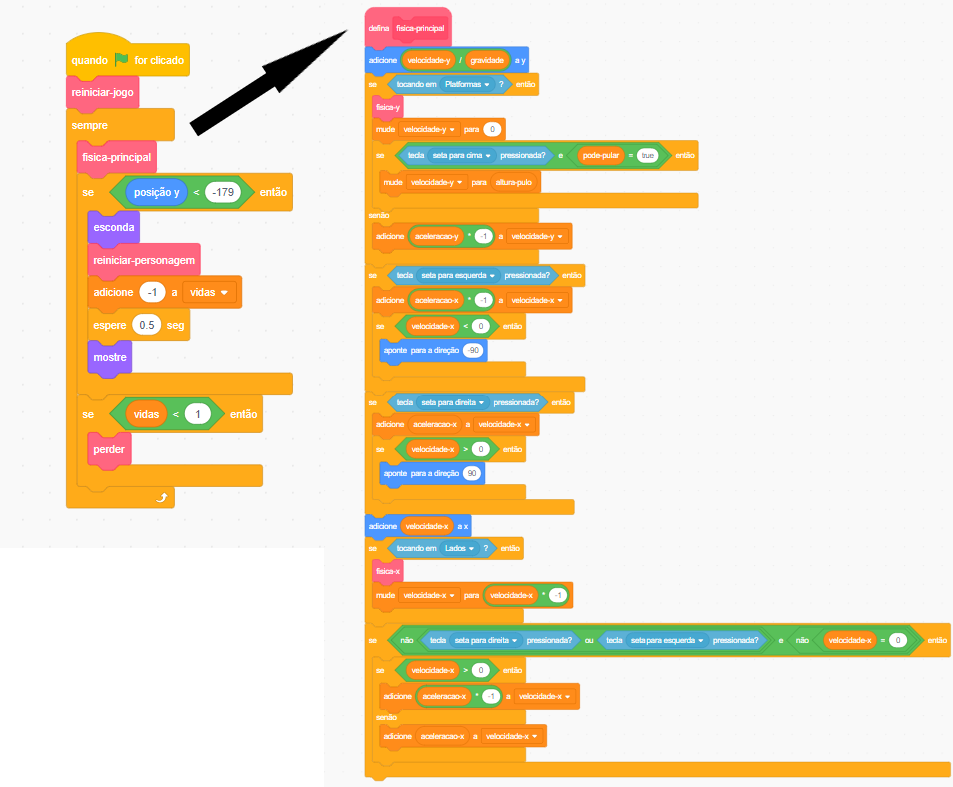 quando for clicado
reiniciar-jogo
sempre
fisica-principal
se posição y < -179 então
esconda
reiniciar-personagem
adicione -1 a vidas
espere 0.5 seg
mostre
se vidas < 1 então
perder
defina fisica-principal
adicione velocidade-y / gravidade a y
se tocando em Platformas ? então
fisica-y
mude velocidade-y para 0
se tecla seta para cima pressionada? e pode-pular = true então
mude velocidade-y para altura-pulo
senão
adicione aceleracao-y * -1 a velocidade-y
se tecla seta para esquerda pressionada? então
adicione aceleracao-x * -1 a velocidade-x
se velocidade-x < 0 então
aponte para a direção -90
se tecla seta para direita pressionada? então
adicione aceleracao-x a velocidade-x
se velocidade-x > 0 então
aponte para a direção 90
adicione velocidade-x a x
se tocando em Lados ? então
fisica-x
mude velocidade-x para velocidade-x * -1
se não tecla seta para direita pressionada? ou tecla seta para esquerda pressionada? e não velocidade-x = 0 então
se velocidade-x > 0 então
adicione aceleracao-x * -1 a velocidade-x
senão
adicione aceleracao-x a velocidade-x